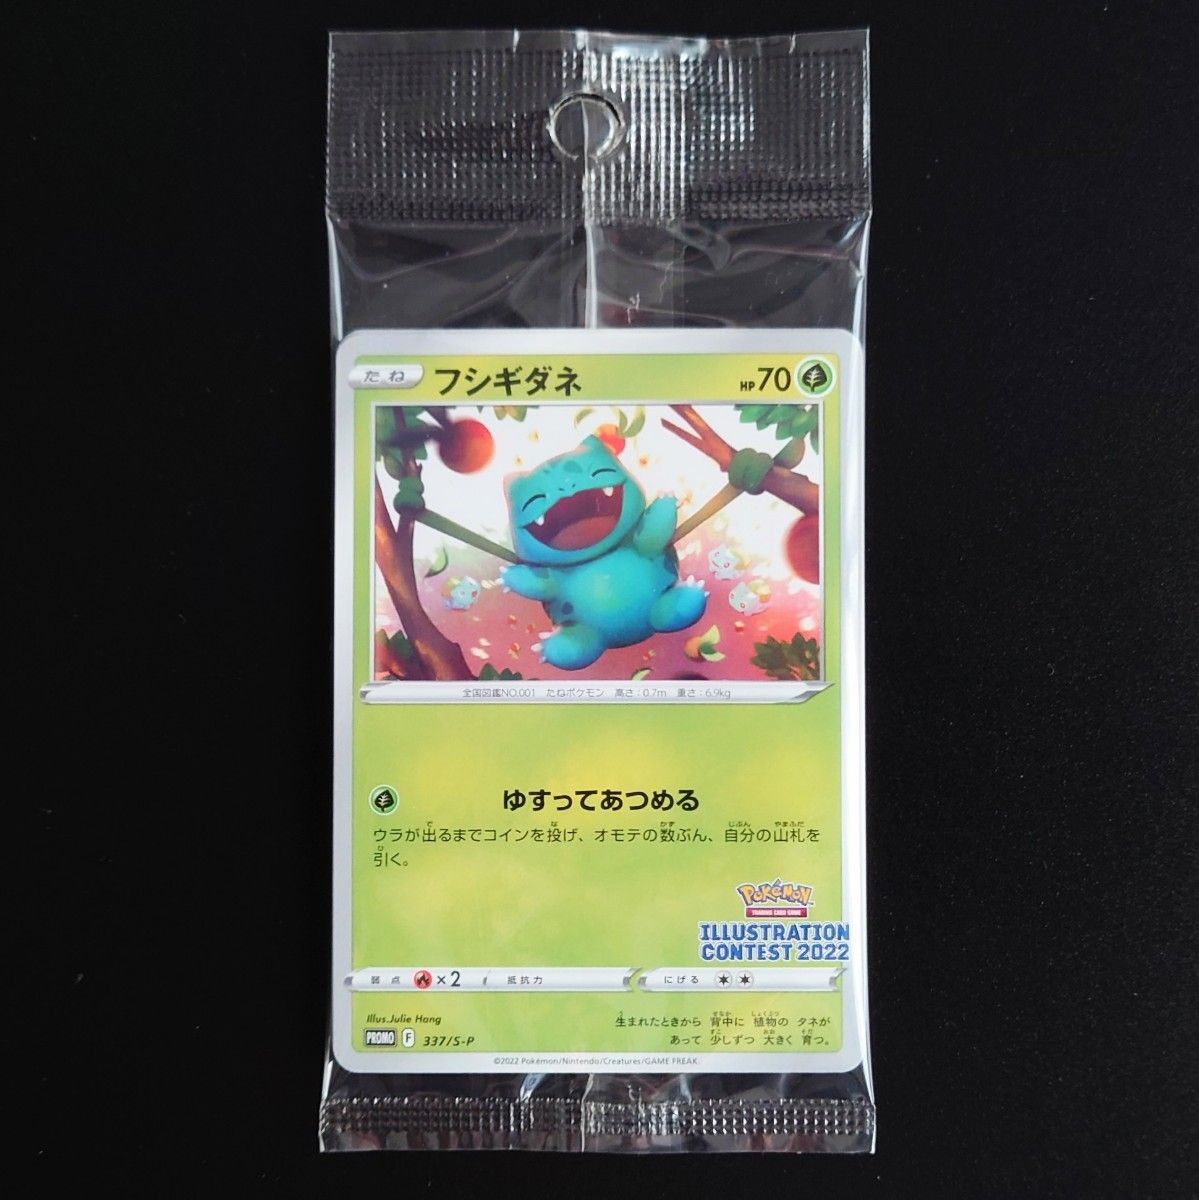 たね フシギダネ HP 70
全国図鑑NO.001 たねポケモン 高さ:0.7m 重さ:6.9kg
ゆすってあつめる
ウラが出るまでコインを投げ、オモテの数ぶん、自分の山札を
引く。
Pokémon
TRADING CARD GAME
ILLUSTRATION
CONTEST 2022
弱点 ×2 抵抗力 にげる
Illus.Julie Hang
PROMO F 337/S-P
生まれたときから 背中に 植物の タネが
あって 少しずつ 大きく 育つ。
©2022 Pokémon/Nintendo/Creatures/GAME FREAK.